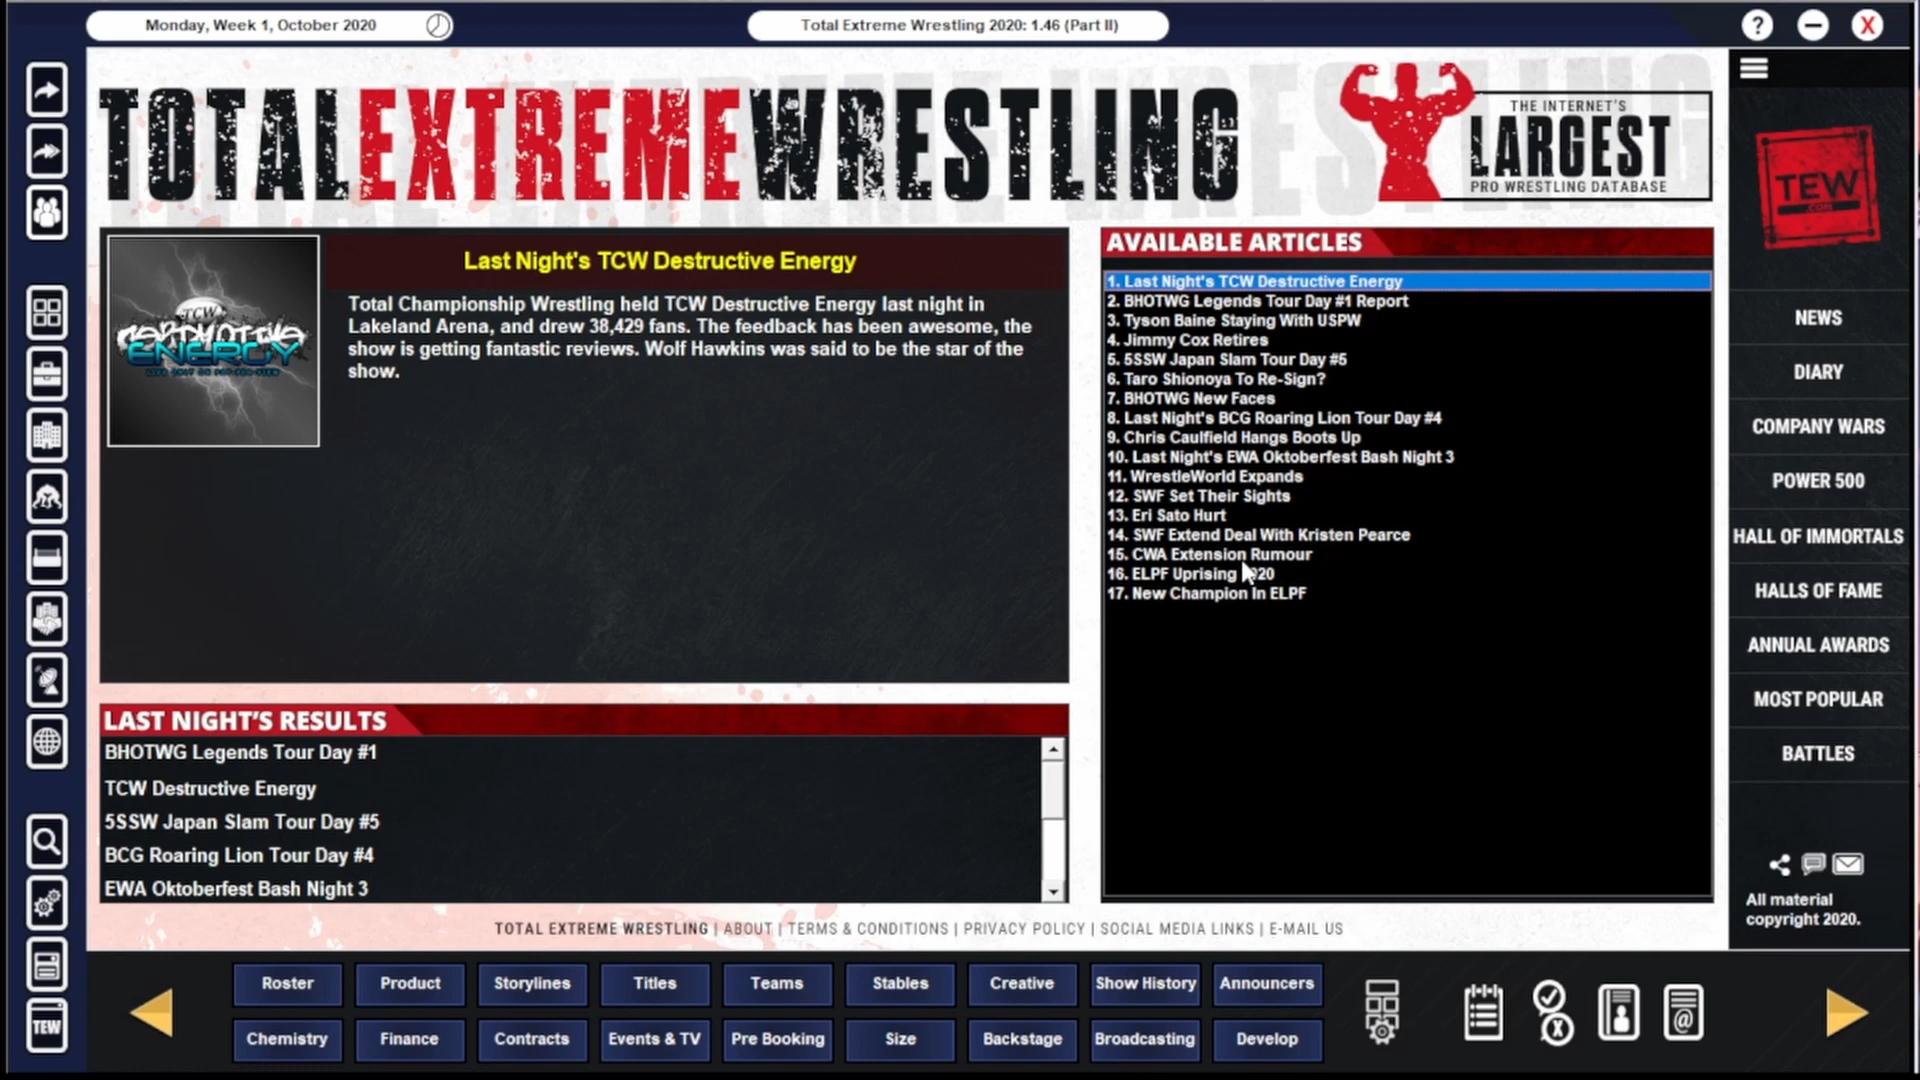 Monday, Week 1, October 2020
Total Extreme Wrestling 2020: 1.46 (Part II)
?
X
TOTALEXTREMEWRESTLING
THE INTERNET'S
LARGEST
PRO WRESTLING DATABASE
TEW
.COM
TCW
DESTRUCTIVE
ENERGY
LIVE ONLY ON PAY-PER-VIEW
Last Night's TCW Destructive Energy
Total Championship Wrestling held TCW Destructive Energy last night in
Lakeland Arena, and drew 38,429 fans. The feedback has been awesome, the
show is getting fantastic reviews. Wolf Hawkins was said to be the star of the
show.
AVAILABLE ARTICLES
1. Last Night's TCW Destructive Energy
2. BHOTWG Legends Tour Day #1 Report
3. Tyson Baine Staying With USPW
4. Jimmy Cox Retires
5. 5SSW Japan Slam Tour Day #5
6. Taro Shionoya To Re-Sign?
7. BHOTWG New Faces
8. Last Night's BCG Roaring Lion Tour Day #4
9. Chris Caulfield Hangs Boots Up
10. Last Night's EWA Oktoberfest Bash Night 3
11. WrestleWorld Expands
12. SWF Set Their Sights
13. Eri Sato Hurt
14. SWF Extend Deal With Kristen Pearce
15. CWA Extension Rumour
16. ELPF Uprising 2020
17. New Champion In ELPF
NEWS
DIARY
COMPANY WARS
POWER 500
HALL OF IMMORTALS
HALLS OF FAME
ANNUAL AWARDS
MOST POPULAR
BATTLES
All material
copyright 2020.
LAST NIGHT'S RESULTS
BHOTWG Legends Tour Day #1
TCW Destructive Energy
5SSW Japan Slam Tour Day #5
BCG Roaring Lion Tour Day #4
EWA Oktoberfest Bash Night 3
TOTAL EXTREME WRESTLING | ABOUT | TERMS & CONDITIONS | PRIVACY POLICY | SOCIAL MEDIA LINKS | E-MAIL US
TEW
Roster Product Storylines Titles Teams Stables Creative Show History Announcers
Chemistry Finance Contracts Events & TV Pre Booking Size Backstage Broadcasting Develop